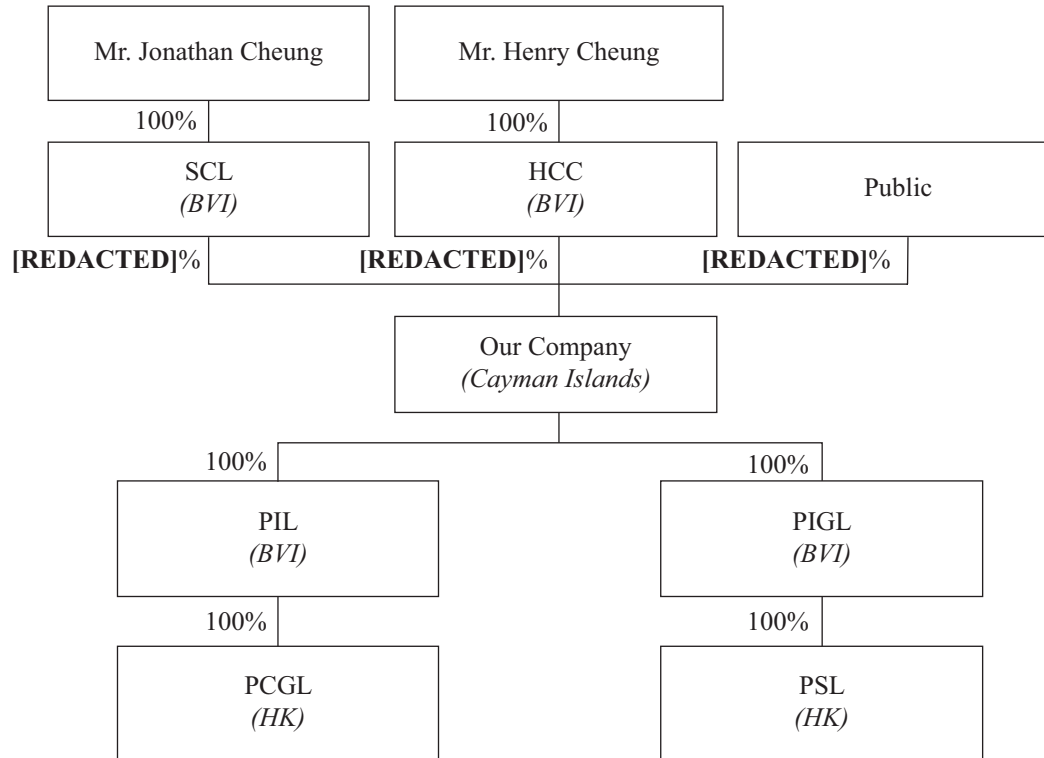 Mr. Jonathan Cheung
Mr. Henry Cheung
100%
100%
SCL
(BVI)
HCC
(BVI)
Public
[REDACTED]%
[REDACTED]%
[REDACTED]%
Our Company
(Cayman Islands)
100%
100%
PIL
(BVI)
PIGL
(BVI)
100%
100%
PCGL
(HK)
PSL
(HK)